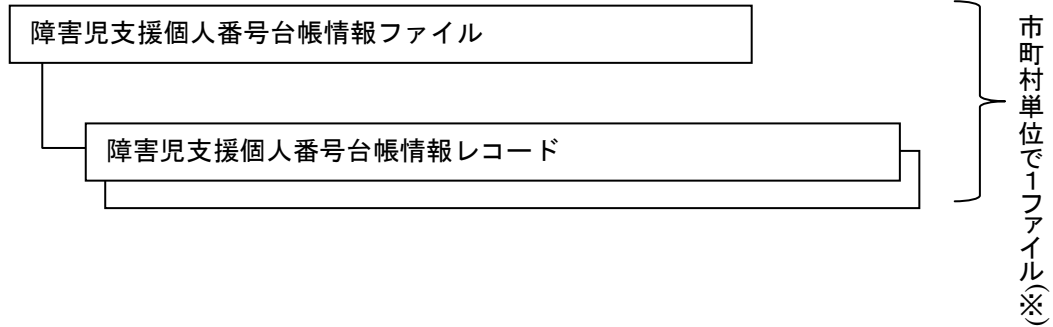 障害児支援個人番号台帳情報ファイル
障害児支援個人番号台帳情報レコード
市町村単位で1ファイル(※)